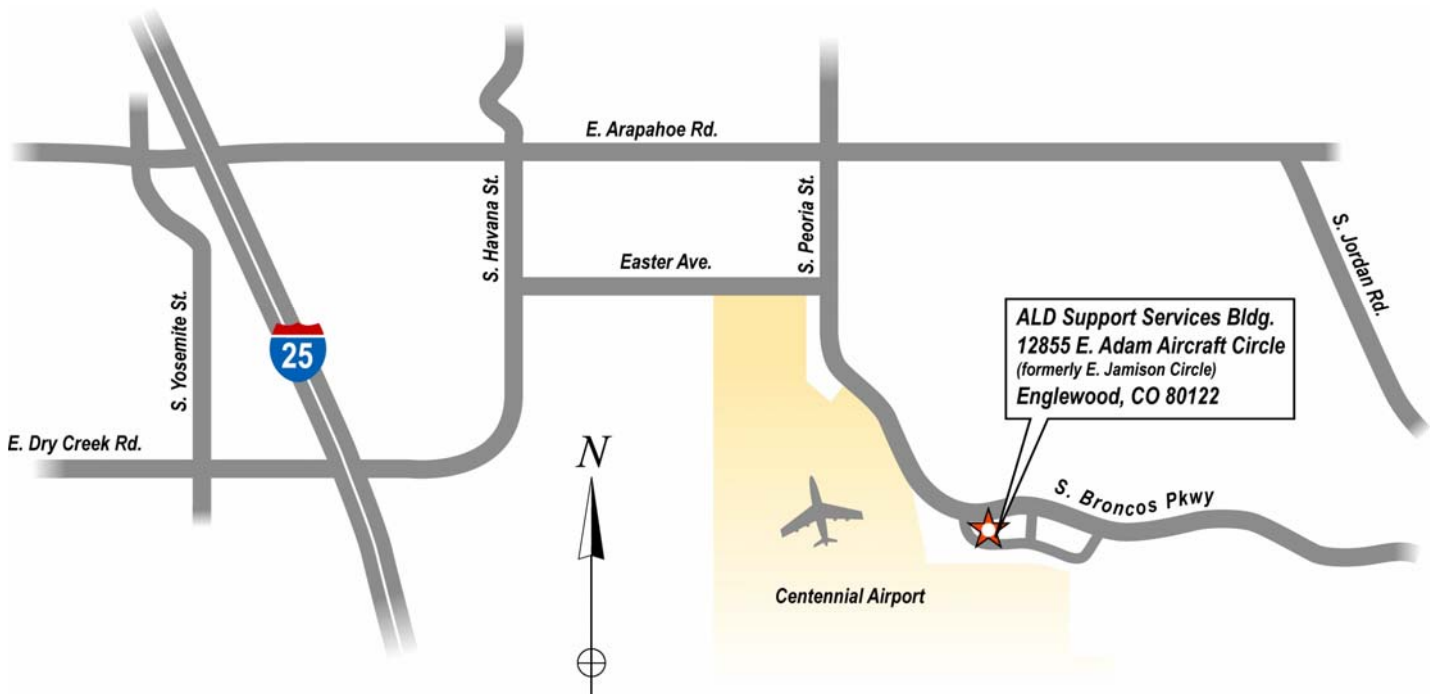 E. Arapahoe Rd.
S. Havana St.
S. Peoria St.
S. Jordan Rd.
Easter Ave.
S. Yosemite St.
25
ALD Support Services Bldg.
12855 E. Adam Aircraft Circle
(formerly E. Jamison Circle)
Englewood, CO 80122
E. Dry Creek Rd.
N
S. Broncos Pkwy
Centennial Airport